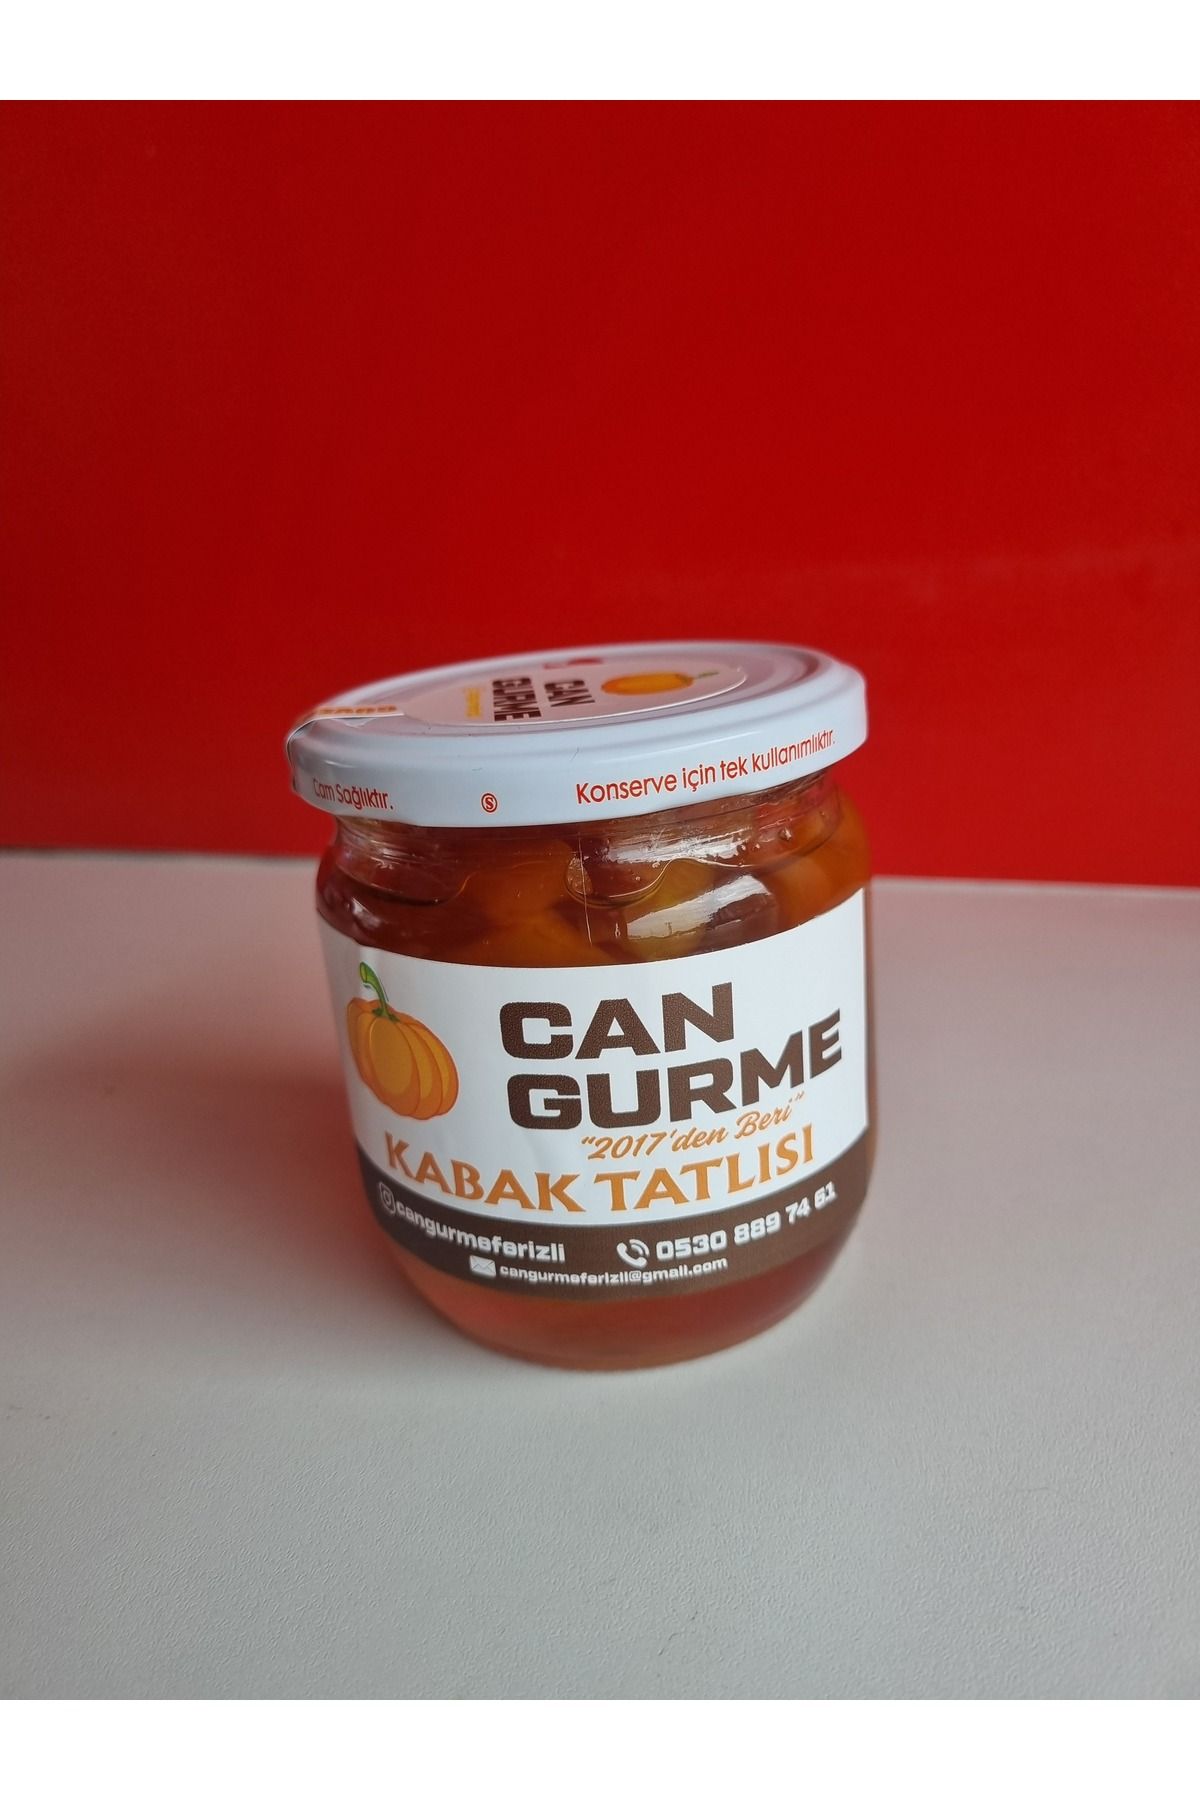 CAN
GURME
Cam Sağlıktır.
Ⓢ
Konserve için tek kullanımlıktır.
CAN
GURME
"2017'den Beri"
KABAK TATLISI
cangurmeferizli
0530 889 74 61
cangurmeferizli@gmail.com